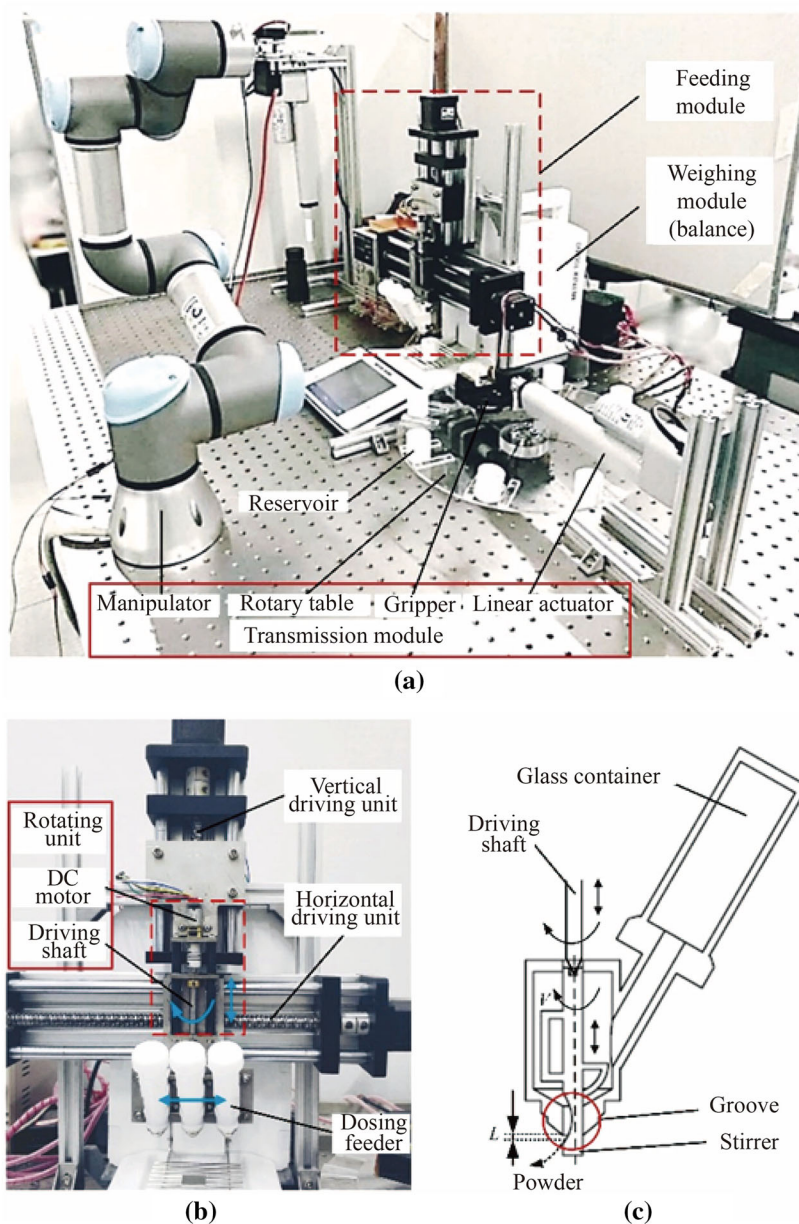 Feeding
module
Weighing
module
(balance)
Reservoir
Manipulator Rotary table Gripper Linear actuator
Transmission module
(a)
Vertical
driving unit
Rotating
unit
DC
motor
Driving
shaft
Horizontal
driving unit
Dosing
feeder
(b)
Glass container
Driving
shaft
V
L
Groove
Stirrer
Powder
(c)